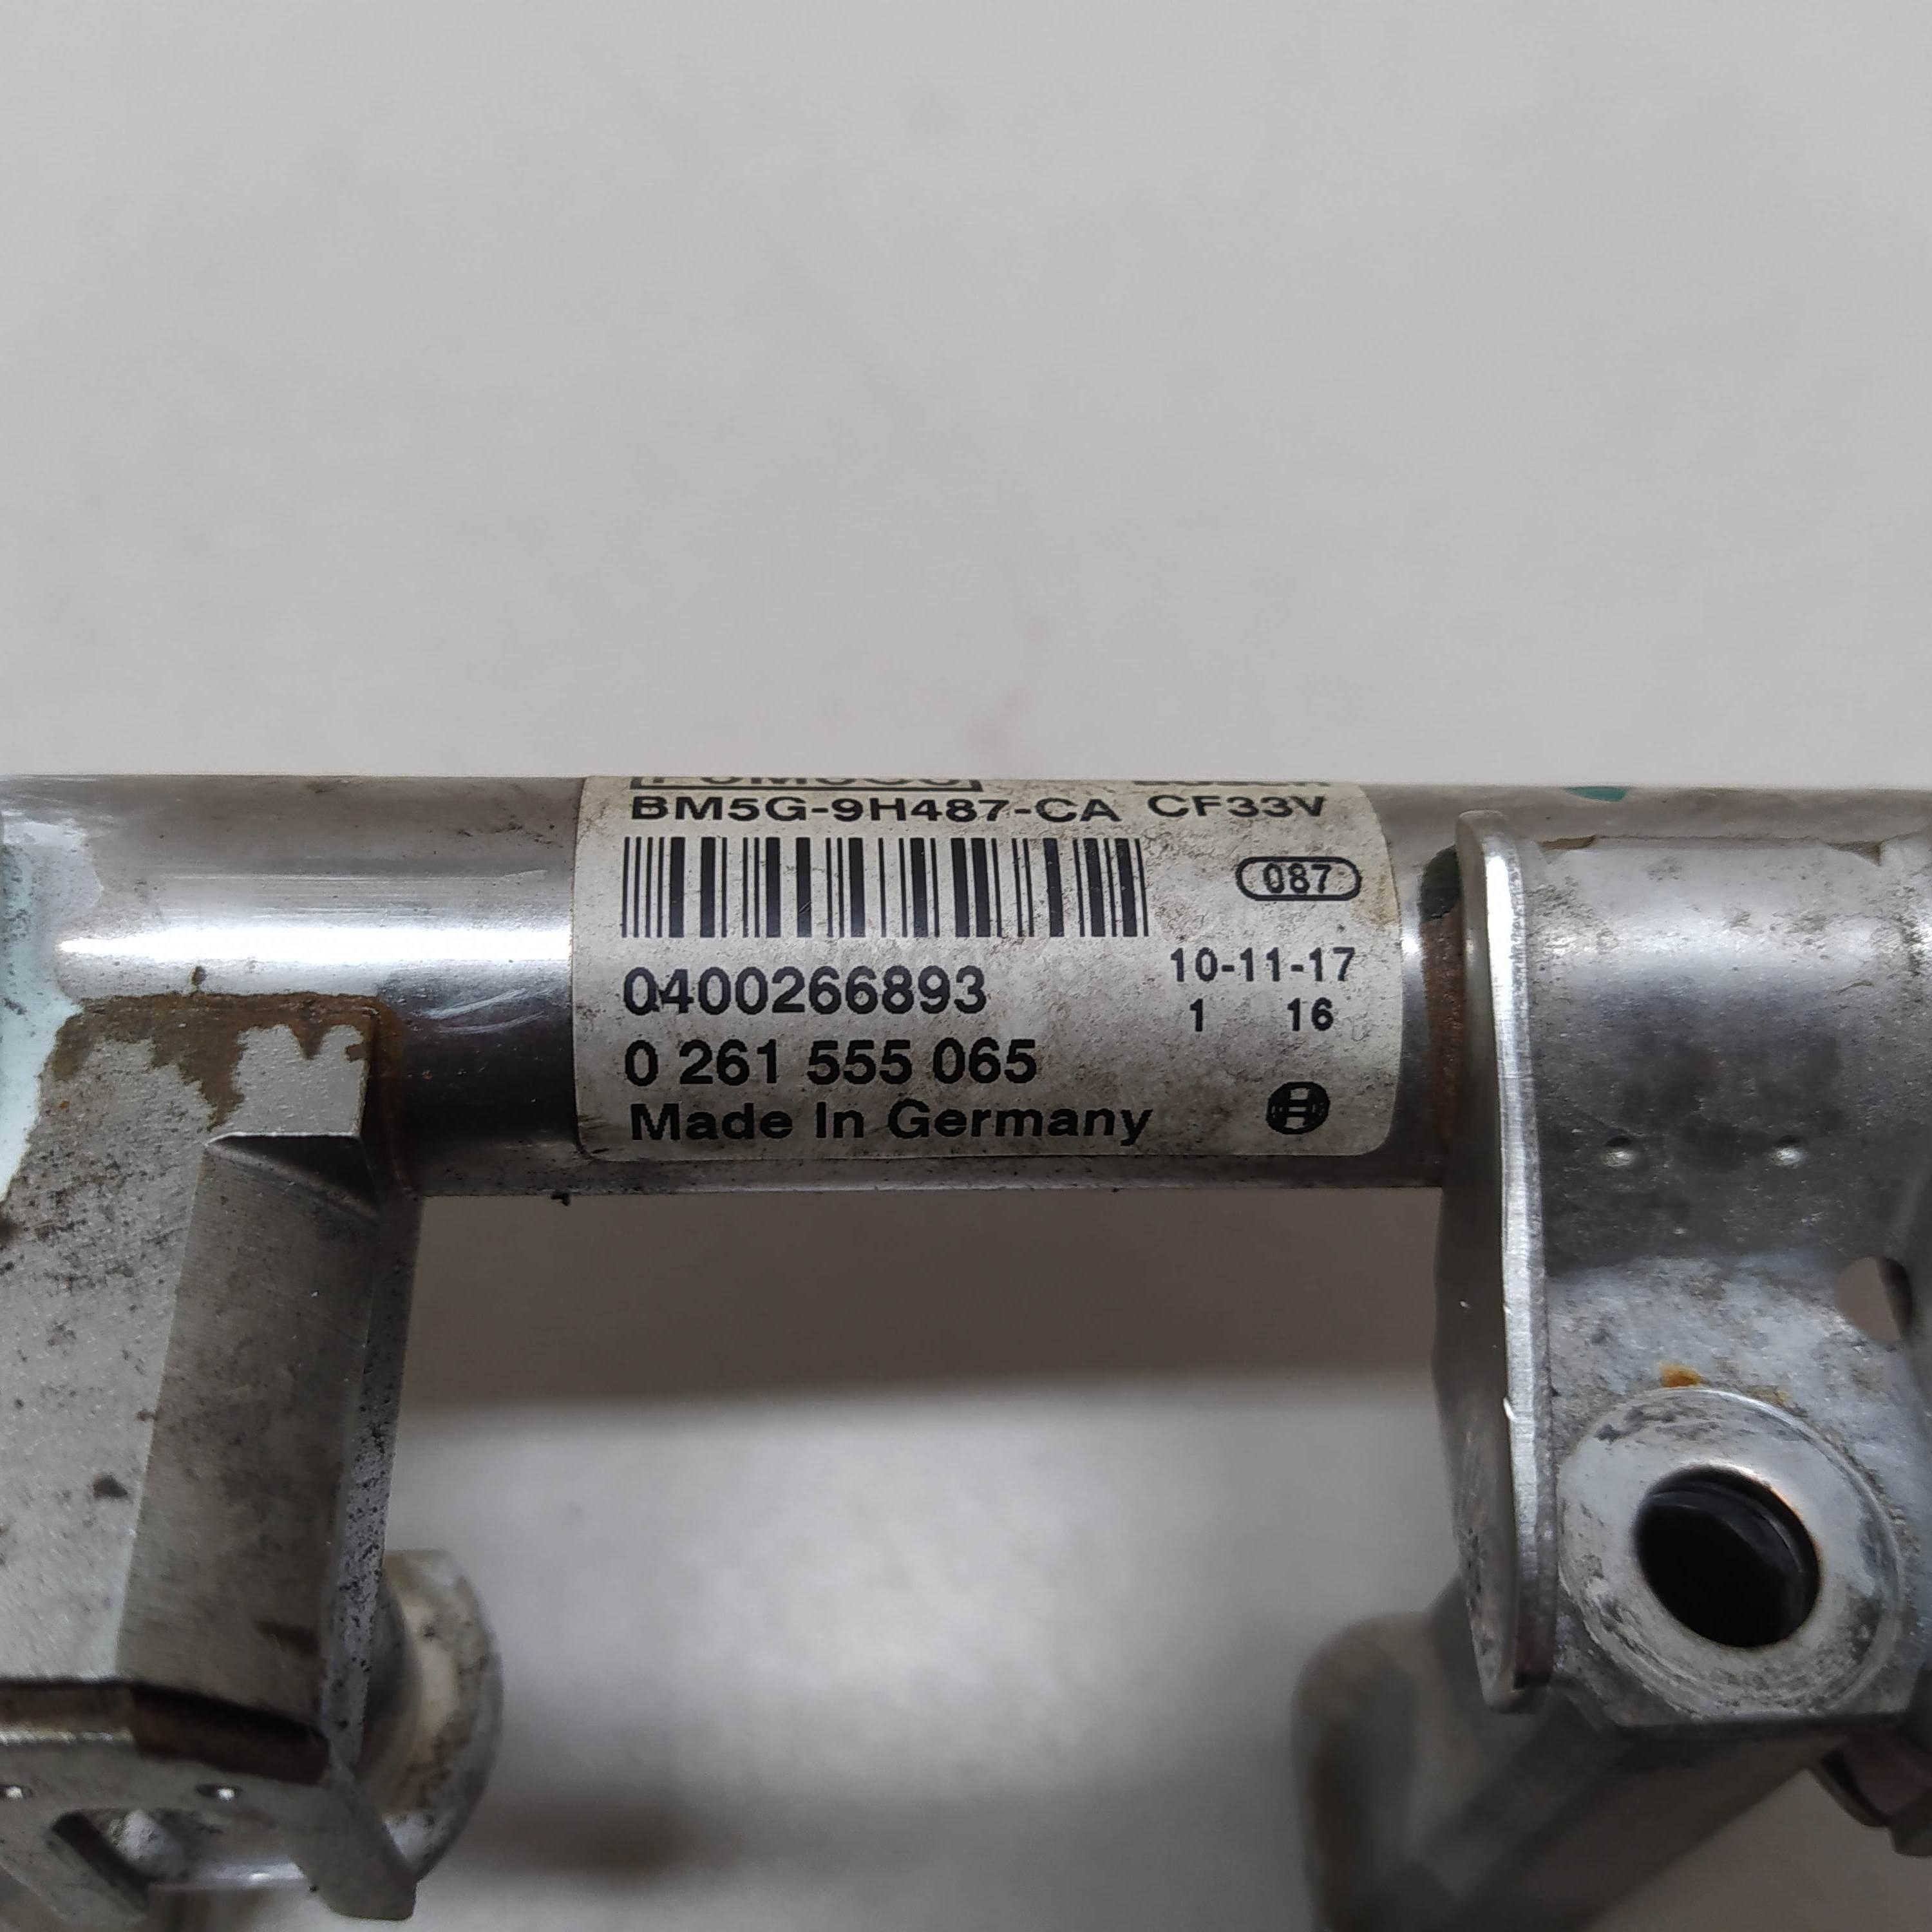 BM5G-9H487-CA CF33V
087
10-11-17
0400266893
1 16
0 261 555 065
Made In Germany